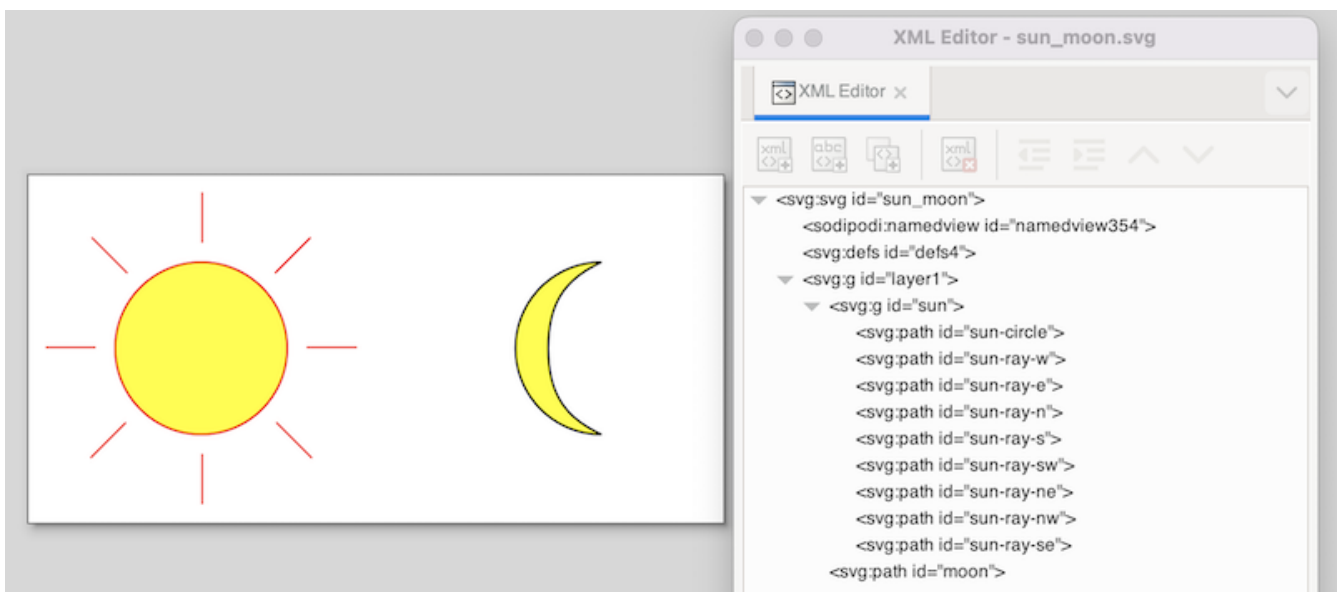 XML Editor - sun_moon.svg
XML Editor
xml
abc
xml
<svg:svg id="sun_moon">
<sodipodi:namedview id="namedview354">
<svg:defs id="defs4">
<svg:g id="layer1">
<svg:g id="sun">
<svg:path id="sun-circle">
<svg:path id="sun-ray-w">
<svg:path id="sun-ray-e">
<svg:path id="sun-ray-n">
<svg:path id="sun-ray-s">
<svg:path id="sun-ray-sw">
<svg:path id="sun-ray-ne">
<svg:path id="sun-ray-nw">
<svg:path id="sun-ray-se">
<svg:path id="moon">